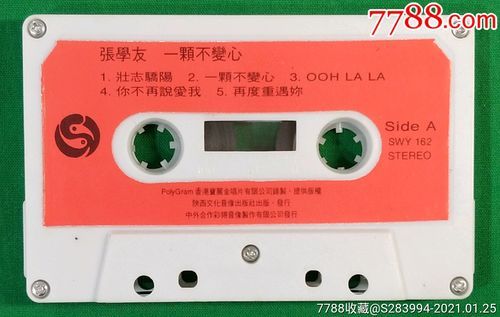 7788.com
張學友 一顆不變心
1. 壯志驕陽 2. 一顆不變心 3. OOH LA LA
4. 你不再說愛我 5. 再度重遇妳
Side A
SWY 162
STEREO
PolyGram 香港寶麗金唱片有限公司錄製、提供版權
陝西文化音像出版社出版、發行
中外合作彩翎音像製作有限公司發行
7788收藏@S283994-2021.01.25